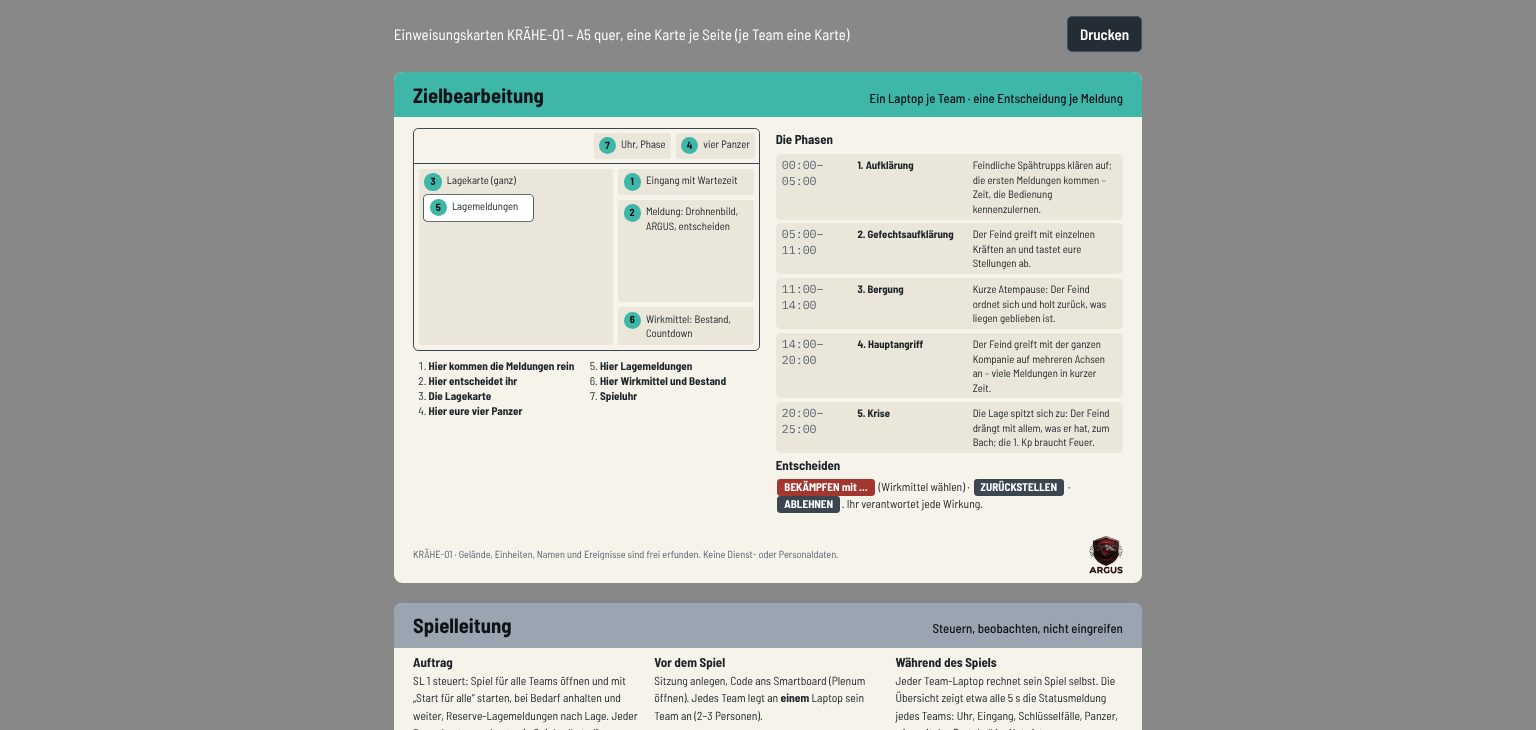 Einweisungskarten KRÄHE-01 – A5 quer, eine Karte je Seite (je Team eine Karte)
Drucken
Zielbearbeitung
Ein Laptop je Team · eine Entscheidung je Meldung
7 Uhr, Phase
4 vier Panzer
3 Lagekarte (ganz)
5 Lagemeldungen
1 Eingang mit Wartezeit
2 Meldung: Drohnenbild,
ARGUS, entscheiden
6 Wirkmittel: Bestand,
Countdown
1. Hier kommen die Meldungen rein
2. Hier entscheidet ihr
3. Die Lagekarte
4. Hier eure vier Panzer
5. Hier Lagemeldungen
6. Hier Wirkmittel und Bestand
7. Spieluhr
Die Phasen
00:00–
05:00
1. Aufklärung
Feindliche Spähtrupps klären auf;
die ersten Meldungen kommen –
Zeit, die Bedienung
kennenzulernen.
05:00–
11:00
2. Gefechtsaufklärung
Der Feind greift mit einzelnen
Kräften an und tastet eure
Stellungen ab.
11:00–
14:00
3. Bergung
Kurze Atempause: Der Feind
ordnet sich und holt zurück, was
liegen geblieben ist.
14:00–
20:00
4. Hauptangriff
Der Feind greift mit der ganzen
Kompanie auf mehreren Achsen
an – viele Meldungen in kurzer
Zeit.
20:00–
25:00
5. Krise
Die Lage spitzt sich zu: Der Feind
drängt mit allem, was er hat, zum
Bach; die 1. Kp braucht Feuer.
Entscheiden
BEKÄMPFEN mit … (Wirkmittel wählen) · ZURÜCKSTELLEN ·
ABLEHNEN . Ihr verantwortet jede Wirkung.
KRÄHE-01 · Gelände, Einheiten, Namen und Ereignisse sind frei erfunden. Keine Dienst- oder Personaldaten.
ARGUS
Spielleitung
Steuern, beobachten, nicht eingreifen
Auftrag
SL 1 steuert: Spiel für alle Teams öffnen und mit
„Start für alle“ starten, bei Bedarf anhalten und
weiter, Reserve-Lagemeldungen nach Lage. Jeder
Vor dem Spiel
Sitzung anlegen, Code ans Smartboard (Plenum
öffnen). Jedes Team legt an einem Laptop sein
Team an (2–3 Personen).
Während des Spiels
Jeder Team-Laptop rechnet sein Spiel selbst. Die
Übersicht zeigt etwa alle 5 s die Statusmeldung
jedes Teams: Uhr, Eingang, Schlüsselfälle, Panzer,